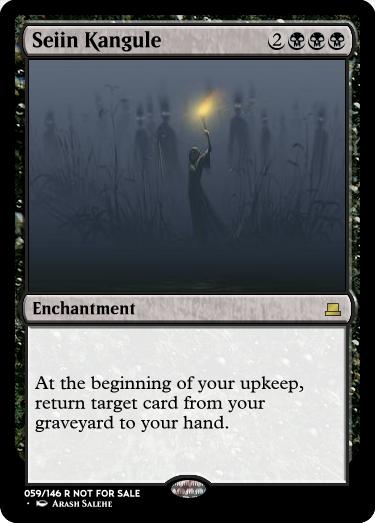 Seiin Kangule 2
Enchantment
At the beginning of your upkeep,
return target card from your
graveyard to your hand.
059/146 R NOT FOR SALE
· Arash Salehe